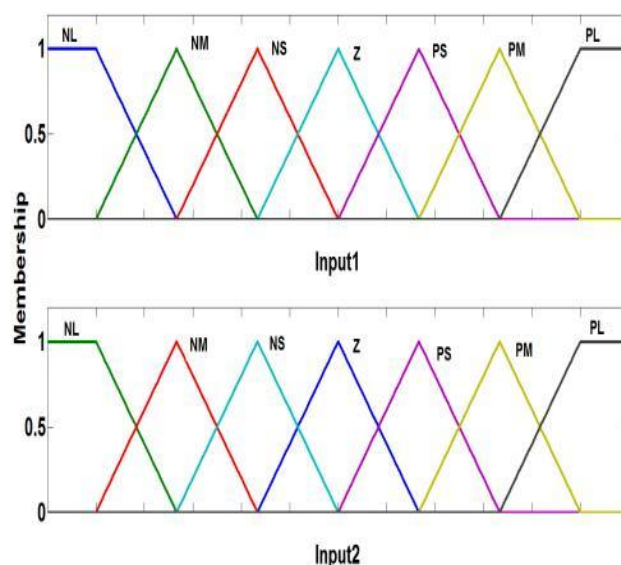 NL NM NS Z PS PM PL
1
0.5
0
Input1
Membership
NL NM NS Z PS PM PL
1
0.5
0
Input2